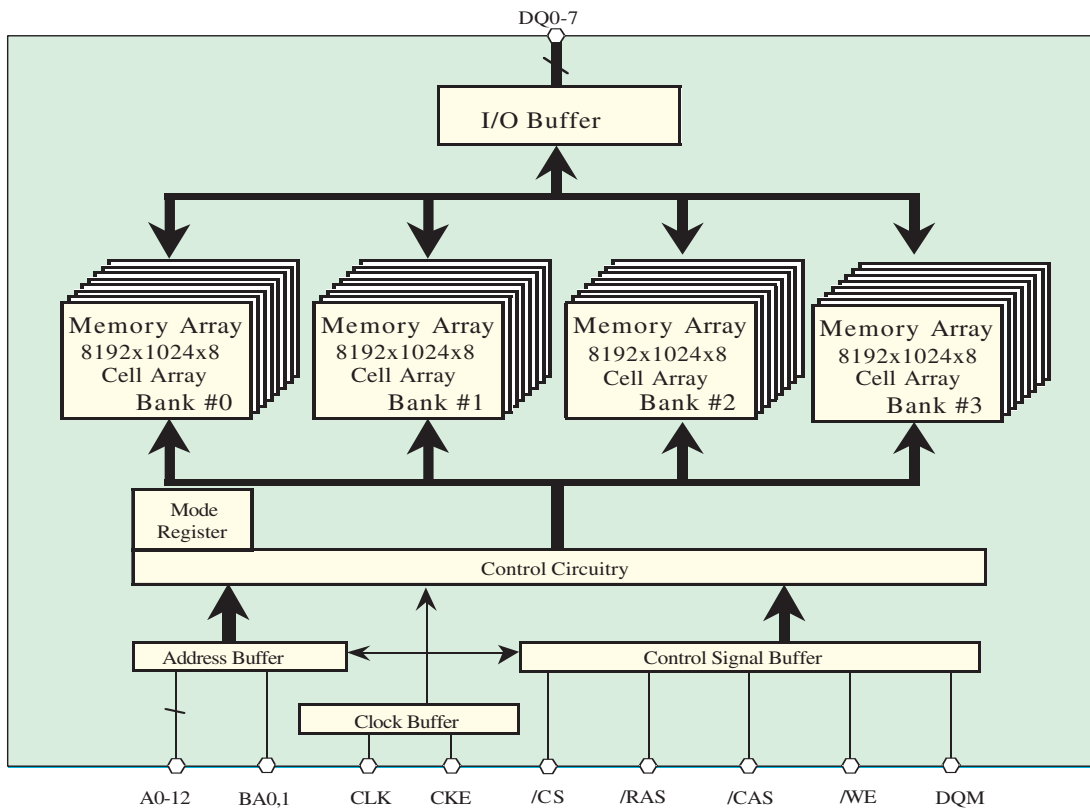 DQ0-7
I/O Buffer
Memory Array
8192x1024x8
Cell Array
Bank #0
Memory Array
8192x1024x8
Cell Array
Bank #1
Memory Array
8192x1024x8
Cell Array
Bank #2
Memory Array
8192x1024x8
Cell Array
Bank #3
Mode
Register
Control Circuitry
Address Buffer
Control Signal Buffer
Clock Buffer
A0-12
BA0,1
CLK
CKE
/CS
/RAS
/CAS
/WE
DQM